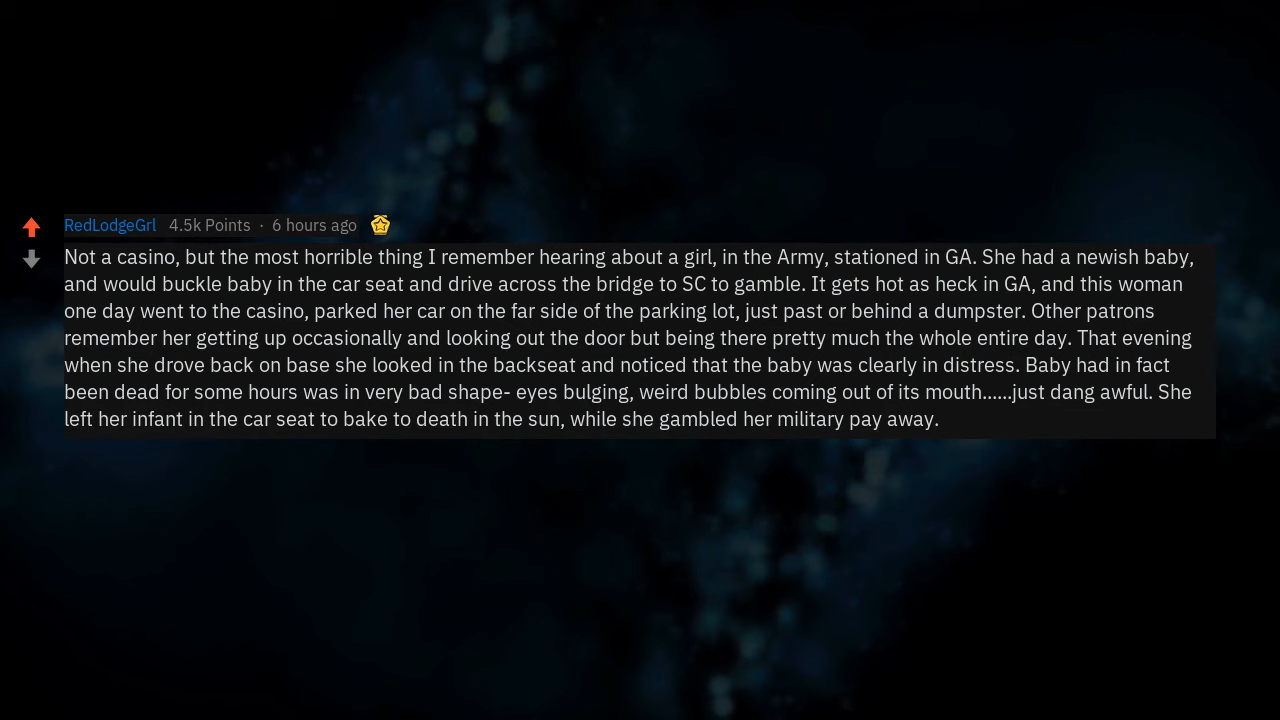 RedLodgeGrl 4.5k Points · 6 hours ago
Not a casino, but the most horrible thing I remember hearing about a girl, in the Army, stationed in GA. She had a newish baby,
and would buckle baby in the car seat and drive across the bridge to SC to gamble. It gets hot as heck in GA, and this woman
one day went to the casino, parked her car on the far side of the parking lot, just past or behind a dumpster. Other patrons
remember her getting up occasionally and looking out the door but being there pretty much the whole entire day. That evening
when she drove back on base she looked in the backseat and noticed that the baby was clearly in distress. Baby had in fact
been dead for some hours was in very bad shape- eyes bulging, weird bubbles coming out of its mouth......just dang awful. She
left her infant in the car seat to bake to death in the sun, while she gambled her military pay away.